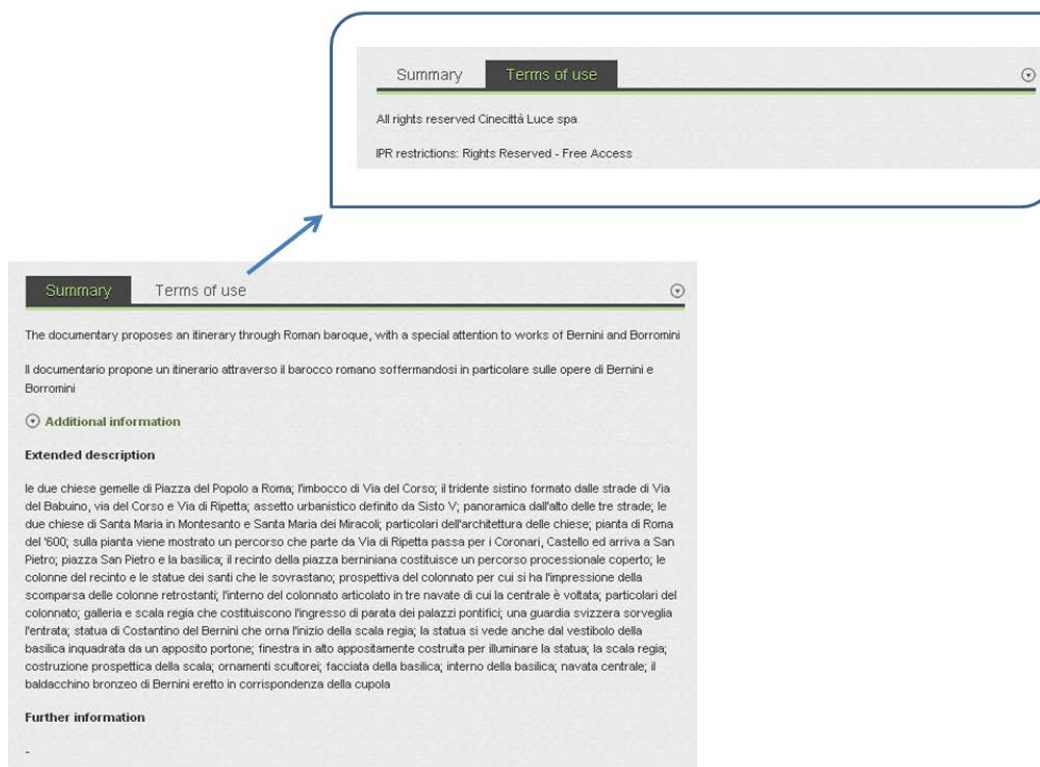 Summary Terms of use
All rights reserved Cinecittà Luce spa
IPR restrictions: Rights Reserved - Free Access
Summary Terms of use
The documentary proposes an itinerary through Roman baroque, with a special attention to works of Bernini and Borromini
Il documentario propone un itinerario attraverso il barocco romano soffermandosi in particolare sulle opere di Bernini e
Borromini
Additional information
Extended description
le due chiese gemelle di Piazza del Popolo a Roma; l'imbocco di Via del Corso; il tridente sistino formato dalle strade di Via
del Babuino, via del Corso e Via di Ripetta; assetto urbanistico definito da Sisto V; panoramica dall'alto delle tre strade; le
due chiese di Santa Maria in Montesanto e Santa Maria dei Miracoli; particolari dell'architettura delle chiese; pianta di Roma
del '600; sulla pianta viene mostrato un percorso che parte da Via di Ripetta passa per i Coronari, Castello ed arriva a San
Pietro; piazza San Pietro e la basilica; il recinto della piazza berniniana costituisce un percorso processionale coperto; le
colonne del recinto e le statue dei santi che le sovrastano; prospettiva del colonnato per cui si ha l'impressione della
scomparsa delle colonne retrostanti; l'interno del colonnato articolato in tre navate di cui la centrale è voltata; particolari del
colonnato; galleria e scala regia che costituiscono l'ingresso di parata dei palazzi pontifici; una guardia svizzera sorveglia
l'entrata; statua di Costantino del Bernini che orna l'inizio della scala regia; la statua si vede anche dal vestibolo della
basilica inquadrata da un apposito portone; finestra in alto appositamente costruita per illuminare la statua; la scala regia;
costruzione prospettica della scala; ornamenti scultorei; facciata della basilica; interno della basilica; navata centrale; il
baldacchino bronzeo di Bernini eretto in corrispondenza della cupola
Further information
-